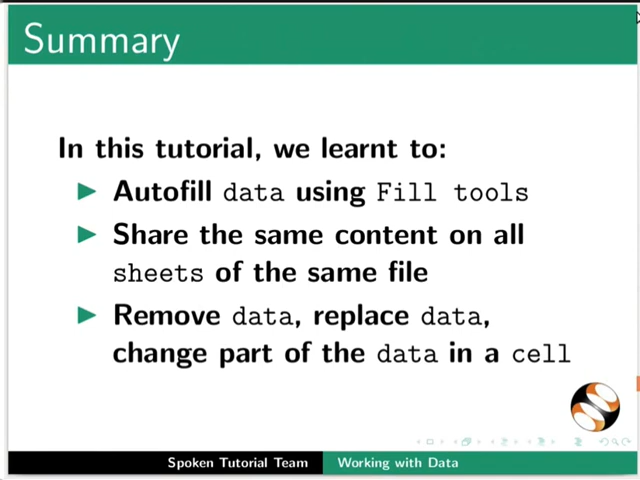 Summary
In this tutorial, we learnt to:
Autofill data using Fill tools
Share the same content on all
sheets of the same file
Remove data, replace data,
change part of the data in a cell
Spoken Tutorial Team Working with Data